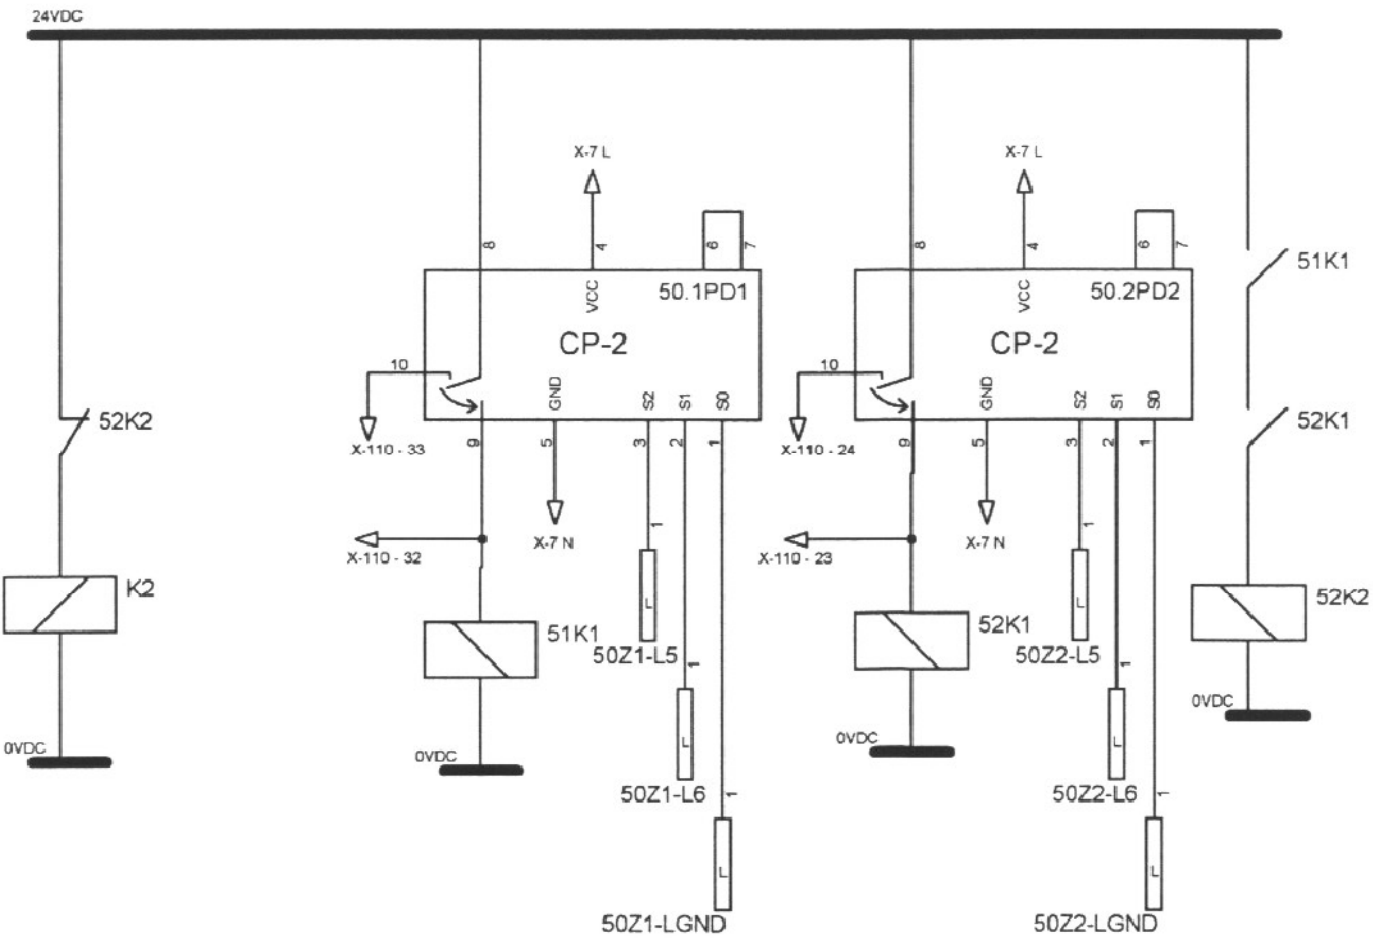 24VDC
X-7 L
X-7 L
8
4
6
7
8
4
6
7
51K1
VCC
50.1PD1
VCC
50.2PD2
CP-2
CP-2
10
10
GND
S2
S1
S0
GND
S2
S1
S0
52K2
52K1
X-110 - 33
9
5
3
2
1
X-110 - 24
9
5
3
2
1
X-110 - 32
X-7 N
1
X-110 - 23
X-7 N
1
K2
52K2
51K1
52K1
50Z1-L5
50Z2-L5
1
1
0VDC
0VDC
0VDC
0VDC
50Z1-L6
1
50Z2-L6
1
50Z1-LGND
50Z2-LGND